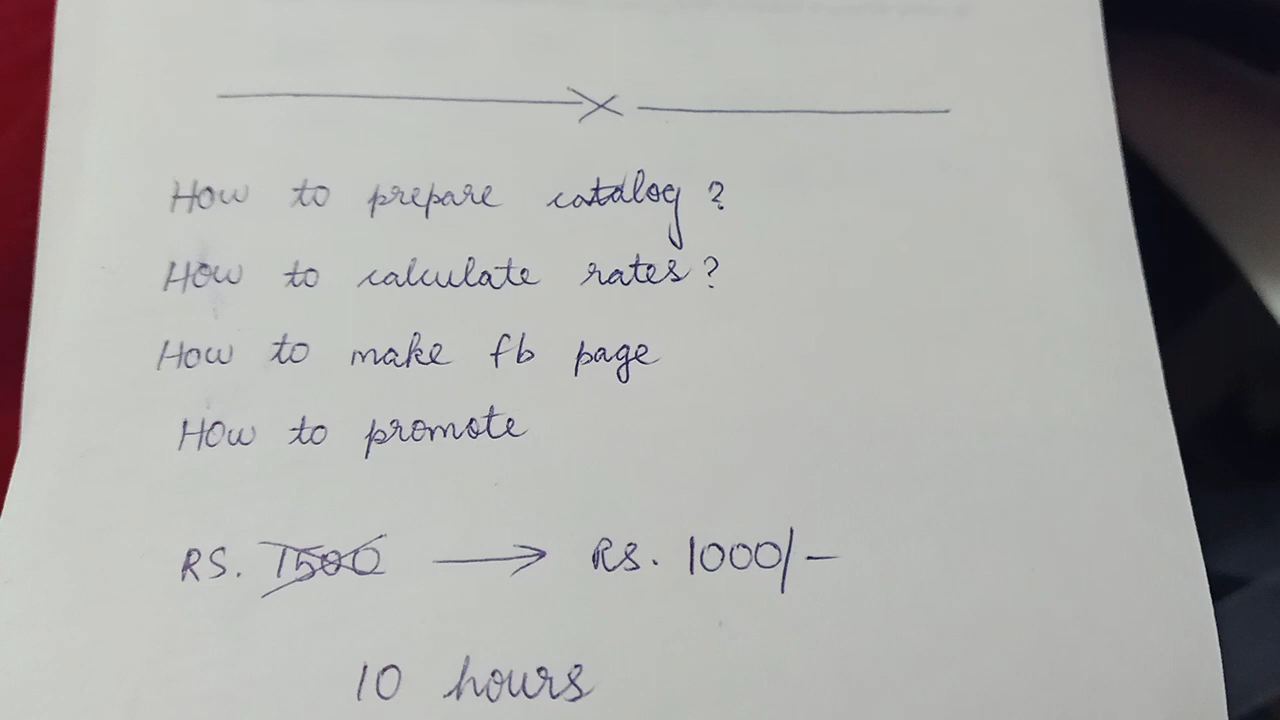 How to prepare catalog ?
How to calculate rates ?
How to make fb page
How to promote
RS. 1500 → RS. 1000/-
10 hours